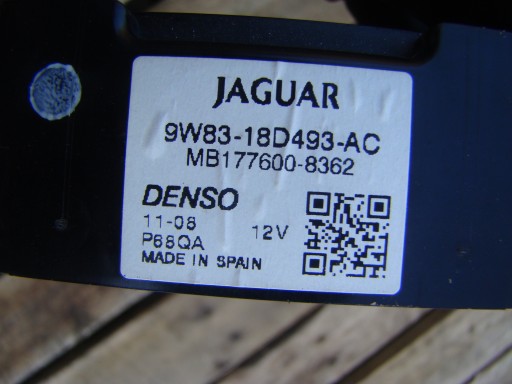 JAGUAR
9W83-18D493-AC
MB177600-8362
DENSO
11-08
P68QA
12V
MADE IN SPAIN